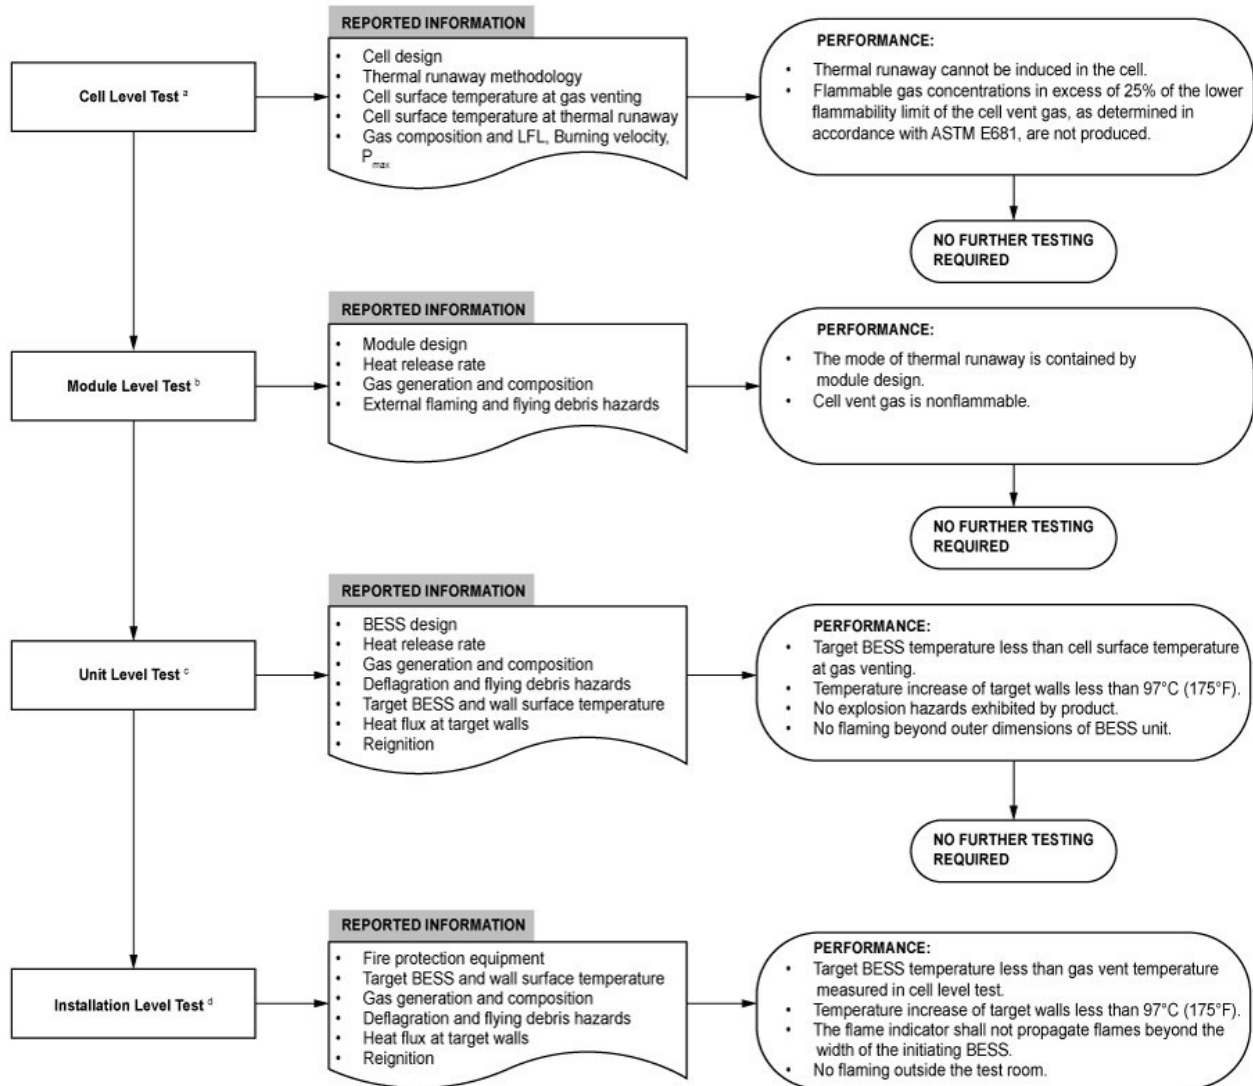 REPORTED INFORMATION
Cell Level Test ª
• Cell design
• Thermal runaway methodology
• Cell surface temperature at gas venting
• Cell surface temperature at thermal runaway
• Gas composition and LFL, Burning velocity,
Pmax
PERFORMANCE:
• Thermal runaway cannot be induced in the cell.
• Flammable gas concentrations in excess of 25% of the lower
flammability limit of the cell vent gas, as determined in
accordance with ASTM E681, are not produced.
NO FURTHER TESTING
REQUIRED
REPORTED INFORMATION
Module Level Test ᵇ
• Module design
• Heat release rate
• Gas generation and composition
• External flaming and flying debris hazards
PERFORMANCE:
• The mode of thermal runaway is contained by
module design.
• Cell vent gas is nonflammable.
NO FURTHER TESTING
REQUIRED
REPORTED INFORMATION
Unit Level Test ᶜ
• BESS design
• Heat release rate
• Gas generation and composition
• Deflagration and flying debris hazards
• Target BESS and wall surface temperature
• Heat flux at target walls
• Reignition
PERFORMANCE:
• Target BESS temperature less than cell surface temperature
at gas venting.
• Temperature increase of target walls less than 97°C (175°F).
• No explosion hazards exhibited by product.
• No flaming beyond outer dimensions of BESS unit.
NO FURTHER TESTING
REQUIRED
REPORTED INFORMATION
Installation Level Test ᵈ
• Fire protection equipment
• Target BESS and wall surface temperature
• Gas generation and composition
• Deflagration and flying debris hazards
• Heat flux at target walls
• Reignition
PERFORMANCE:
• Target BESS temperature less than gas vent temperature
measured in cell level test.
• Temperature increase of target walls less than 97°C (175°F).
• The flame indicator shall not propagate flames beyond the
width of the initiating BESS.
• No flaming outside the test room.